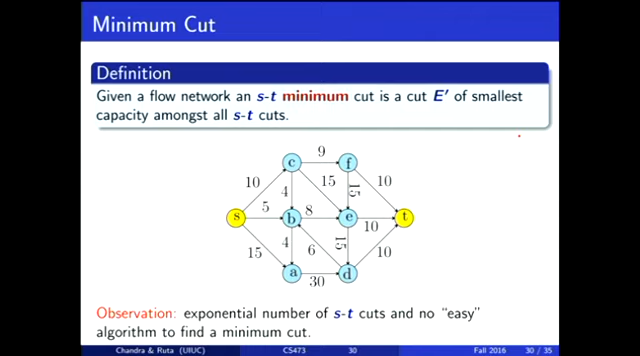 Minimum Cut
Definition
Given a flow network an s-t minimum cut is a cut E′ of smallest
capacity amongst all s-t cuts.
9
c f
10 15 10
4 15
5 8
s b e t
10
15 4 6 15 10
a d
30
Observation: exponential number of s-t cuts and no “easy”
algorithm to find a minimum cut.
Chandra & Ruta (UIUC) CS473 30 Fall 2016 30 / 35